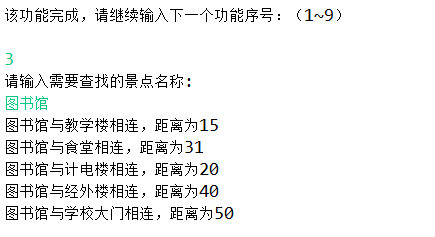 该功能完成，请继续输入下一个功能序号：（1~9）
3
请输入需要查找的景点名称：
图书馆
图书馆与教学楼相连，距离为15
图书馆与食堂相连，距离为31
图书馆与计电楼相连，距离为20
图书馆与经外楼相连，距离为40
图书馆与学校大门相连，距离为50